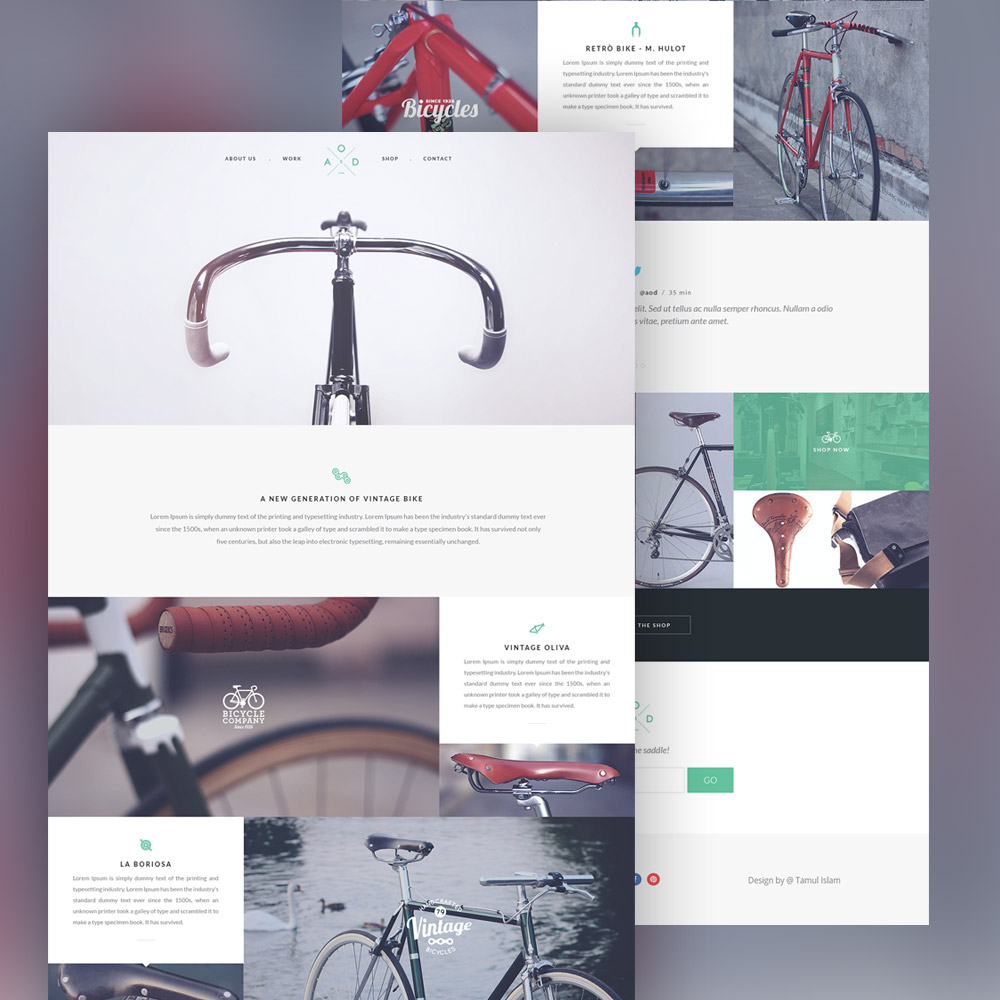 ABOUT US
WORK
A O D
SHOP
CONTACT
A NEW GENERATION OF VINTAGE BIKE
Lorem Ipsum is simply dummy text of the printing and typesetting industry. Lorem Ipsum has been the industry's standard dummy text ever
since the 1500s, when an unknown printer took a galley of type and scrambled it to make a type specimen book. It has survived not only
five centuries, but also the leap into electronic typesetting, remaining essentially unchanged.
BROOKS
BICYCLE
COMPANY
Since 1928
VINTAGE OLIVA
Lorem Ipsum is simply dummy text of the printing and
typesetting industry. Lorem Ipsum has been the industry's
standard dummy text ever since the 1500s, when an
unknown printer took a galley of type and scrambled it to
make a type specimen book. It has survived.
LA BORIOSA
Lorem Ipsum is simply dummy text of the printing and
typesetting industry. Lorem Ipsum has been the industry's
standard dummy text ever since the 1500s, when an
unknown printer took a galley of type and scrambled it to
make a type specimen book. It has survived.
HANDCRAFTED
79
Vintage
BICYCLES
SINCE 1928
Bicycles
RETRÒ BIKE - M. HULOT
Lorem Ipsum is simply dummy text of the printing and
typesetting industry. Lorem Ipsum has been the industry's
standard dummy text ever since the 1500s, when an
unknown printer took a galley of type and scrambled it to
make a type specimen book. It has survived.
@aod / 35 min
elit. Sed ut tellus ac nulla semper rhoncus. Nullam a odio
s vitae, pretium ante amet.
SHOP NOW
THE SHOP
O D
he saddle!
GO
Design by @ Tamul Islam